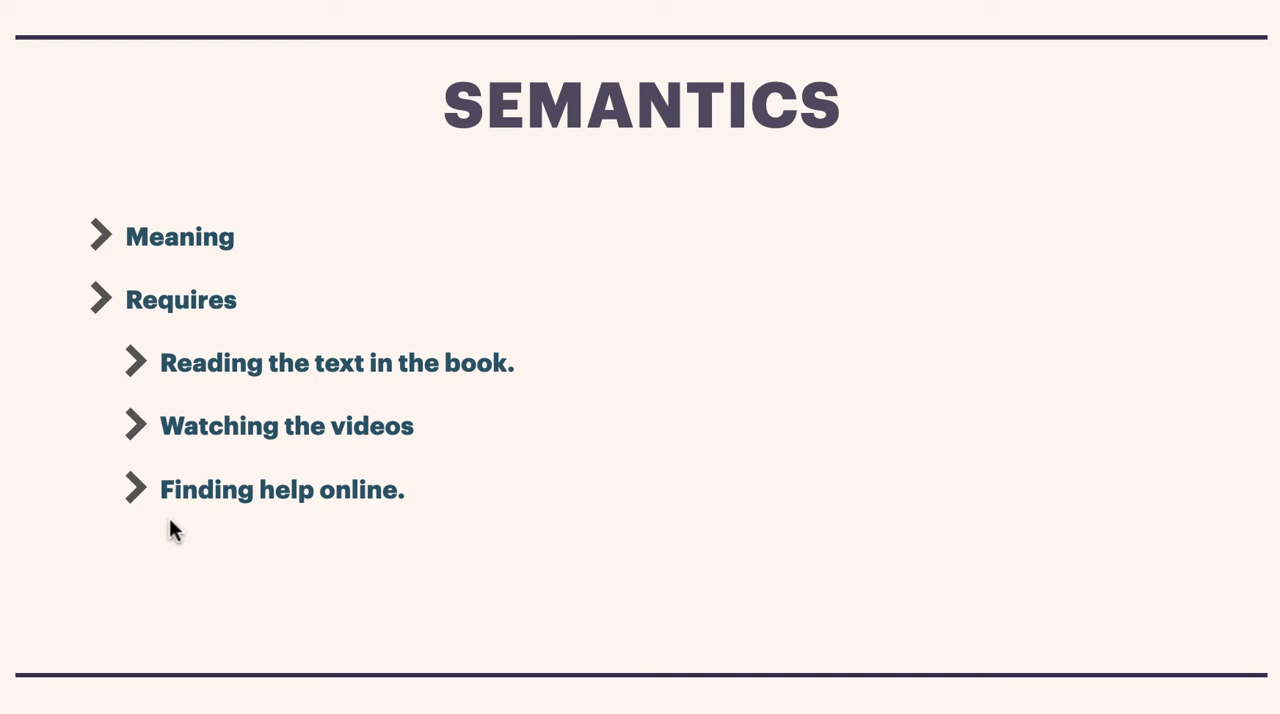 SEMANTICS
Meaning
Requires
Reading the text in the book.
Watching the videos
Finding help online.